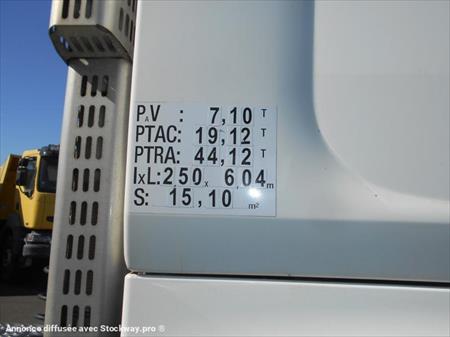 PAV : 7,10 T
PTAC: 19,12 T
PTRA: 44,12 T
IxL:250 x 6,04 m
S: 15,10 m²
Annonce diffusée avec Stockway.pro ®